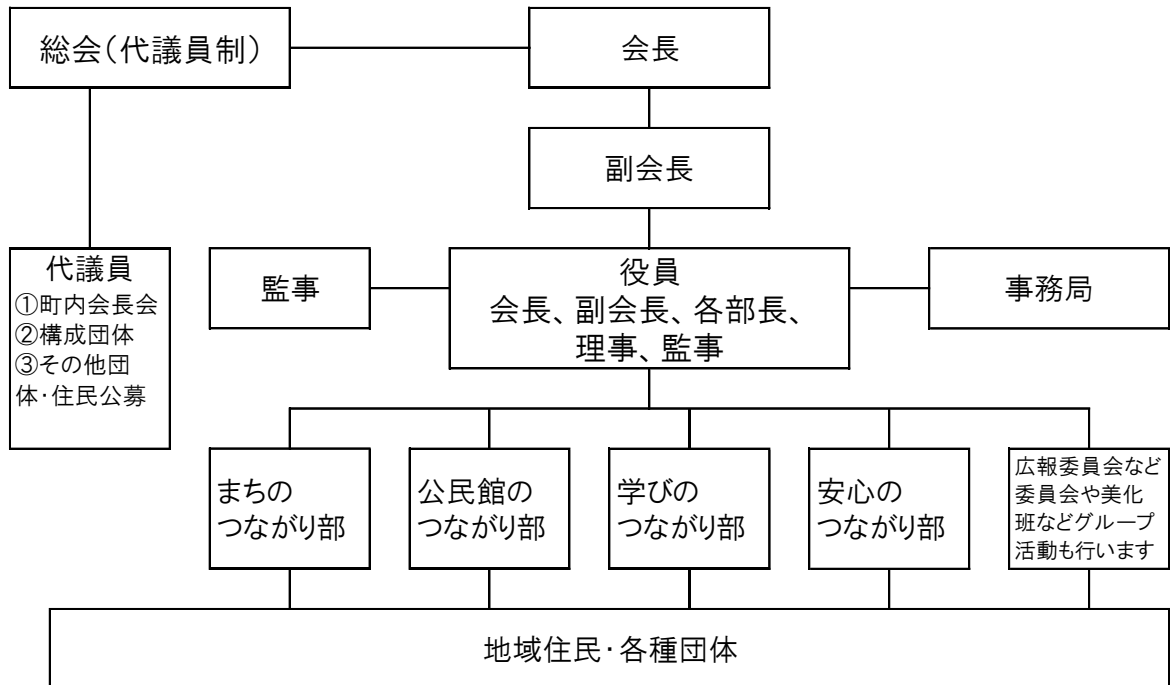 総会（代議員制）
会長
副会長
代議員
①町内会長会
②構成団体
③その他団
体・住民公募
監事
役員
会長、副会長、各部長、
理事、監事
事務局
まちの
つながり部
公民館の
つながり部
学びの
つながり部
安心の
つながり部
広報委員会など
委員会や美化
班などグループ
活動も行います
地域住民・各種団体